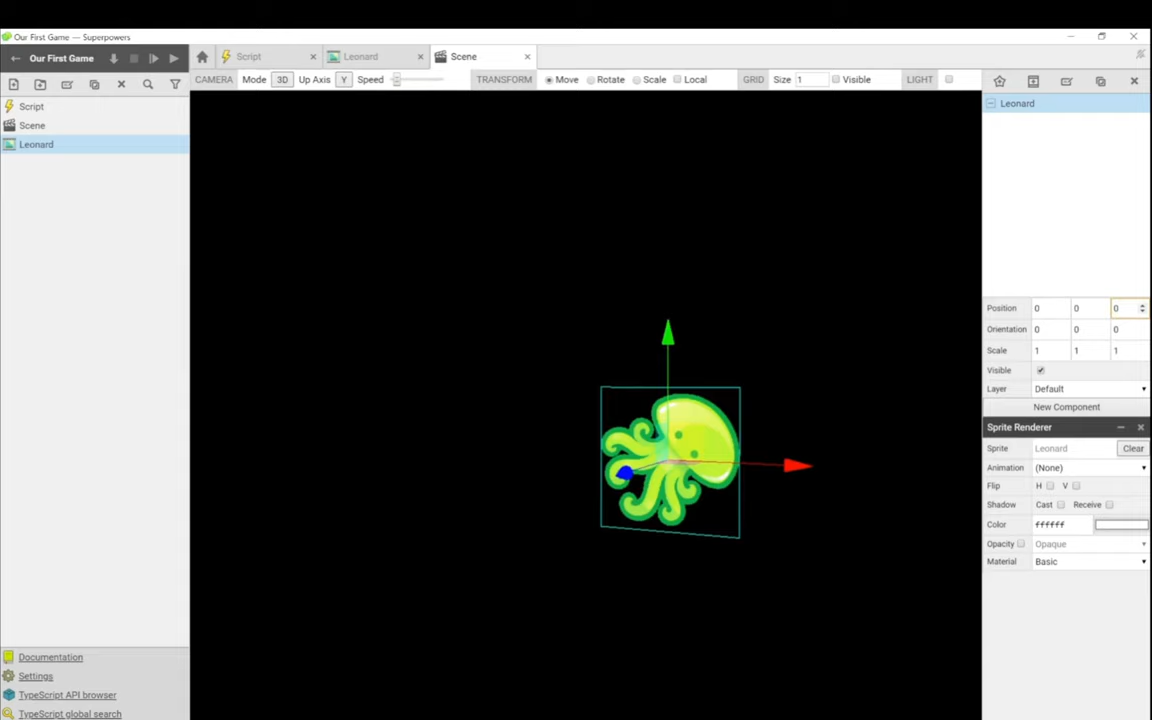 Our First Game — Superpowers
Our First Game
Script
Leonard
Scene
CAMERA Mode 3D Up Axis Y Speed TRANSFORM Move Rotate Scale Local GRID Size 1 Visible LIGHT
Script
Scene
Leonard
Leonard
Position 0 0 0
Orientation 0 0 0
Scale 1 1 1
Visible
Layer Default
New Component
Sprite Renderer
Sprite Leonard Clear
Animation (None)
Flip H V
Shadow Cast Receive
Color ffffff
Opacity Opaque
Material Basic
Documentation
Settings
TypeScript API browser
TypeScript global search